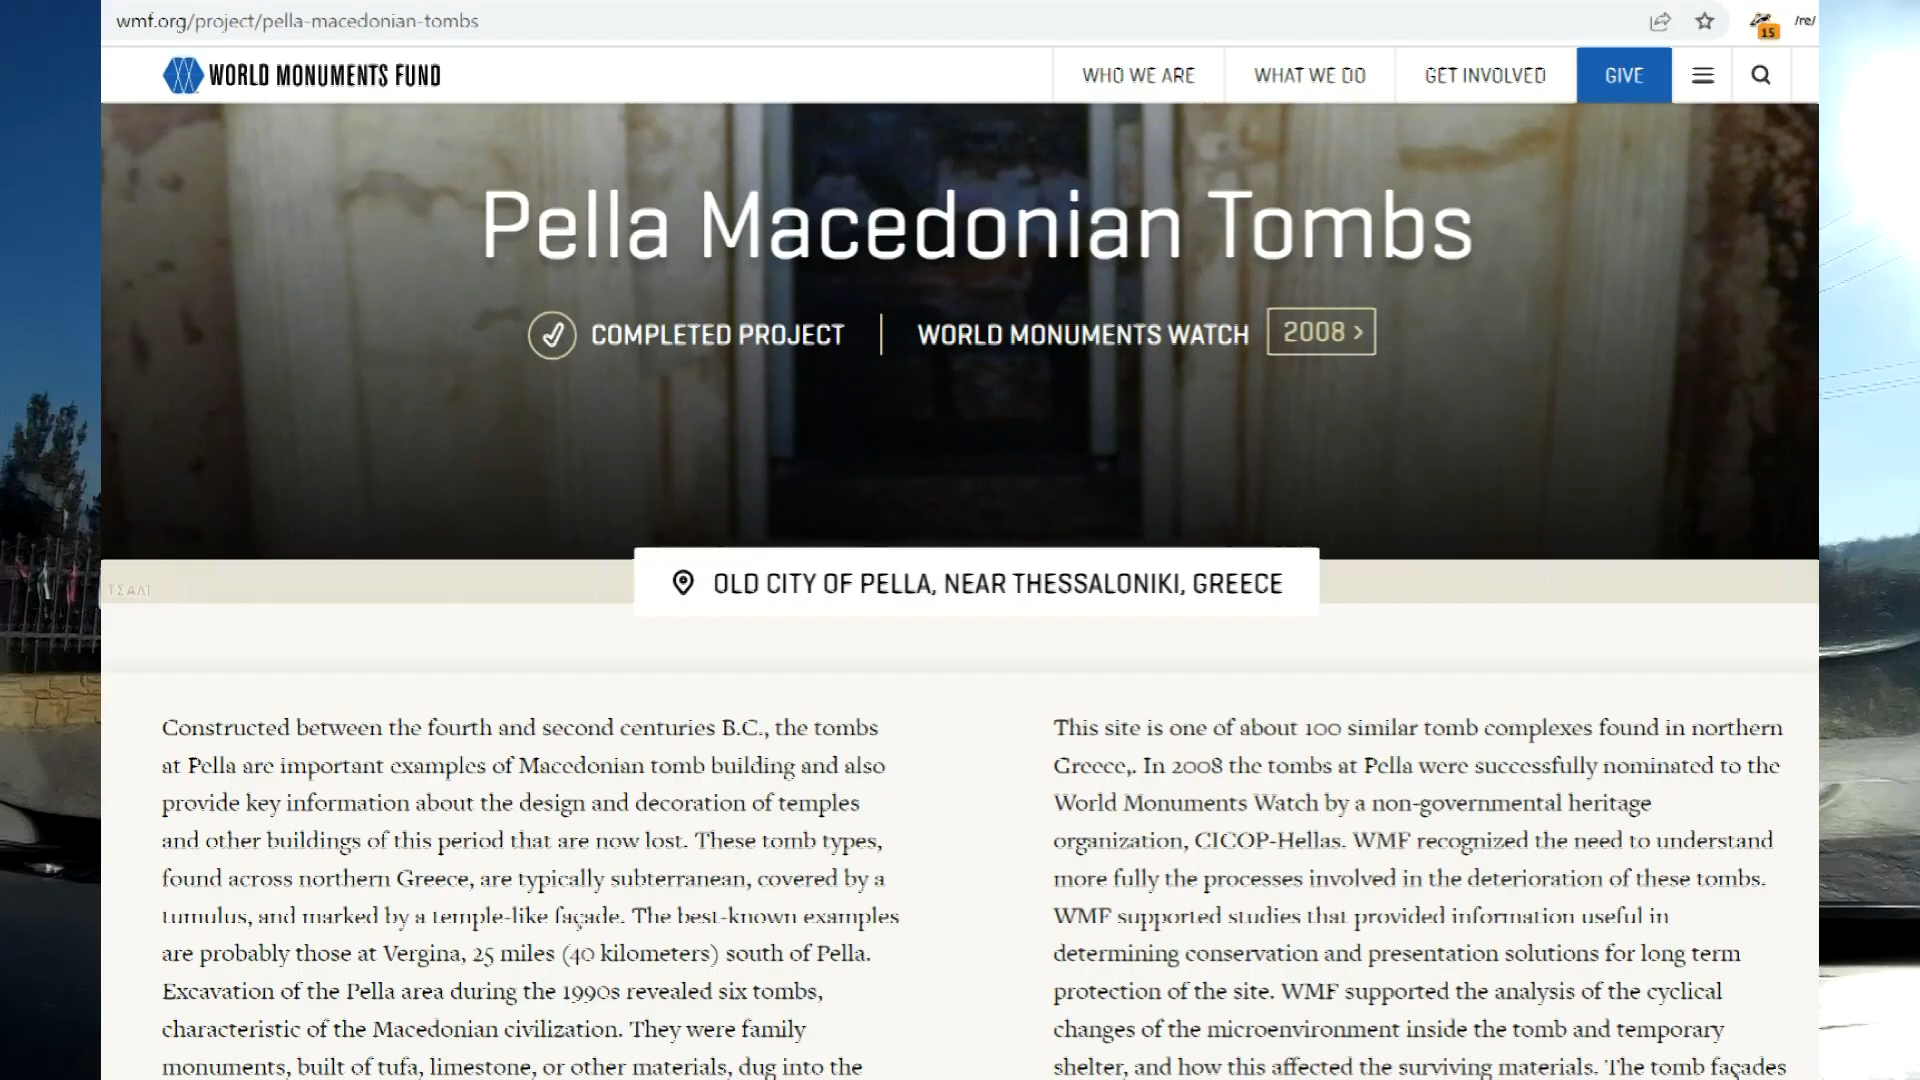 wmf.org/project/pella-macedonian-tombs
15
/re/
WORLD MONUMENTS FUND
WHO WE ARE
WHAT WE DO
GET INVOLVED
GIVE
Pella Macedonian Tombs
COMPLETED PROJECT
WORLD MONUMENTS WATCH
2008 >
ΤΣΑΛΙ
OLD CITY OF PELLA, NEAR THESSALONIKI, GREECE
Constructed between the fourth and second centuries B.C., the tombs
at Pella are important examples of Macedonian tomb building and also
provide key information about the design and decoration of temples
and other buildings of this period that are now lost. These tomb types,
found across northern Greece, are typically subterranean, covered by a
tumulus, and marked by a temple-like façade. The best-known examples
are probably those at Vergina, 25 miles (40 kilometers) south of Pella.
Excavation of the Pella area during the 1990s revealed six tombs,
characteristic of the Macedonian civilization. They were family
monuments, built of tufa, limestone, or other materials, dug into the
This site is one of about 100 similar tomb complexes found in northern
Greece,. In 2008 the tombs at Pella were successfully nominated to the
World Monuments Watch by a non-governmental heritage
organization, CICOP-Hellas. WMF recognized the need to understand
more fully the processes involved in the deterioration of these tombs.
WMF supported studies that provided information useful in
determining conservation and presentation solutions for long term
protection of the site. WMF supported the analysis of the cyclical
changes of the microenvironment inside the tomb and temporary
shelter, and how this affected the surviving materials. The tomb façades